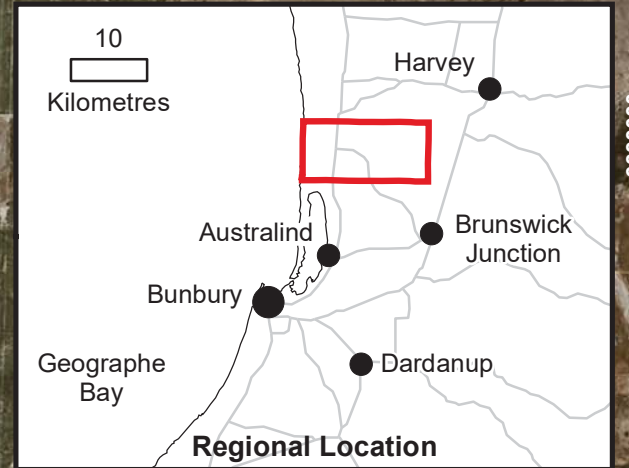 10
Kilometres
Harvey
Australind
Brunswick
Junction
Bunbury
Geographe
Bay
Dardanup
Regional Location